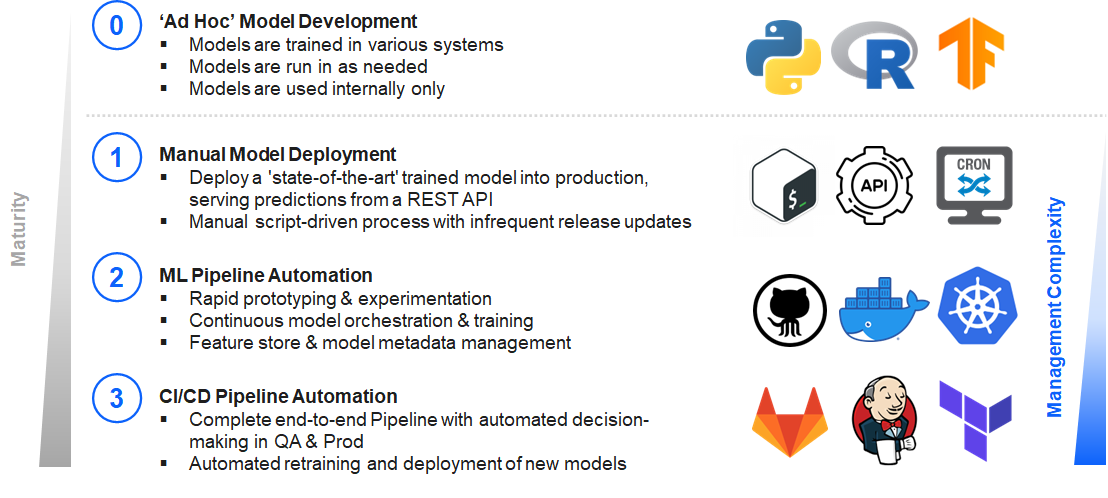 0
‘Ad Hoc’ Model Development
▪ Models are trained in various systems
▪ Models are run in as needed
▪ Models are used internally only
1
Manual Model Deployment
▪ Deploy a 'state-of-the-art' trained model into production,
serving predictions from a REST API
▪ Manual script-driven process with infrequent release updates
$_
API
CRON
2
ML Pipeline Automation
▪ Rapid prototyping & experimentation
▪ Continuous model orchestration & training
▪ Feature store & model metadata management
3
CI/CD Pipeline Automation
▪ Complete end-to-end Pipeline with automated decision-
making in QA & Prod
▪ Automated retraining and deployment of new models
Maturity
Management Complexity
R
TF